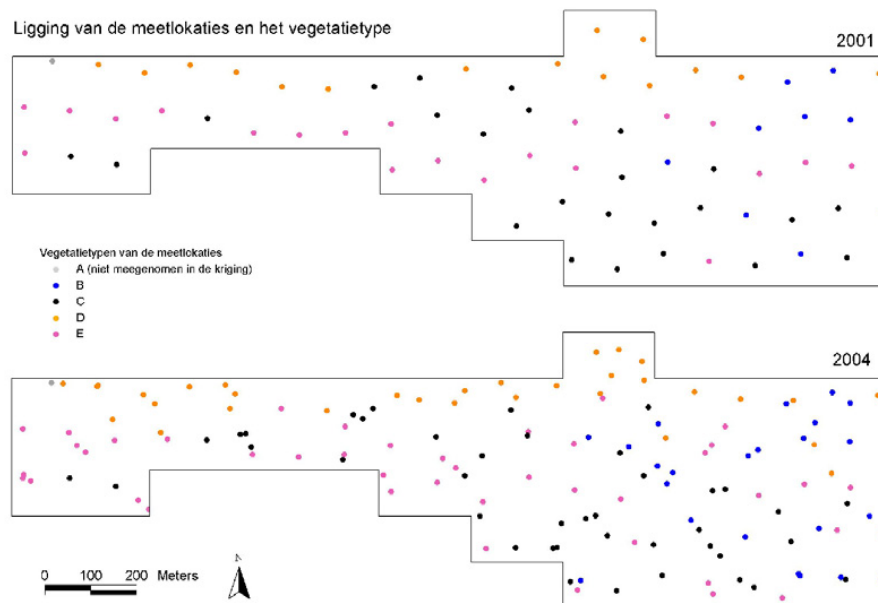 Ligging van de meetlokaties en het vegetatietype
2001
Vegetatietypen van de meetlokaties
A (niet meegenomen in de kriging)
B
C
D
E
2004
N
0 100 200 Meters